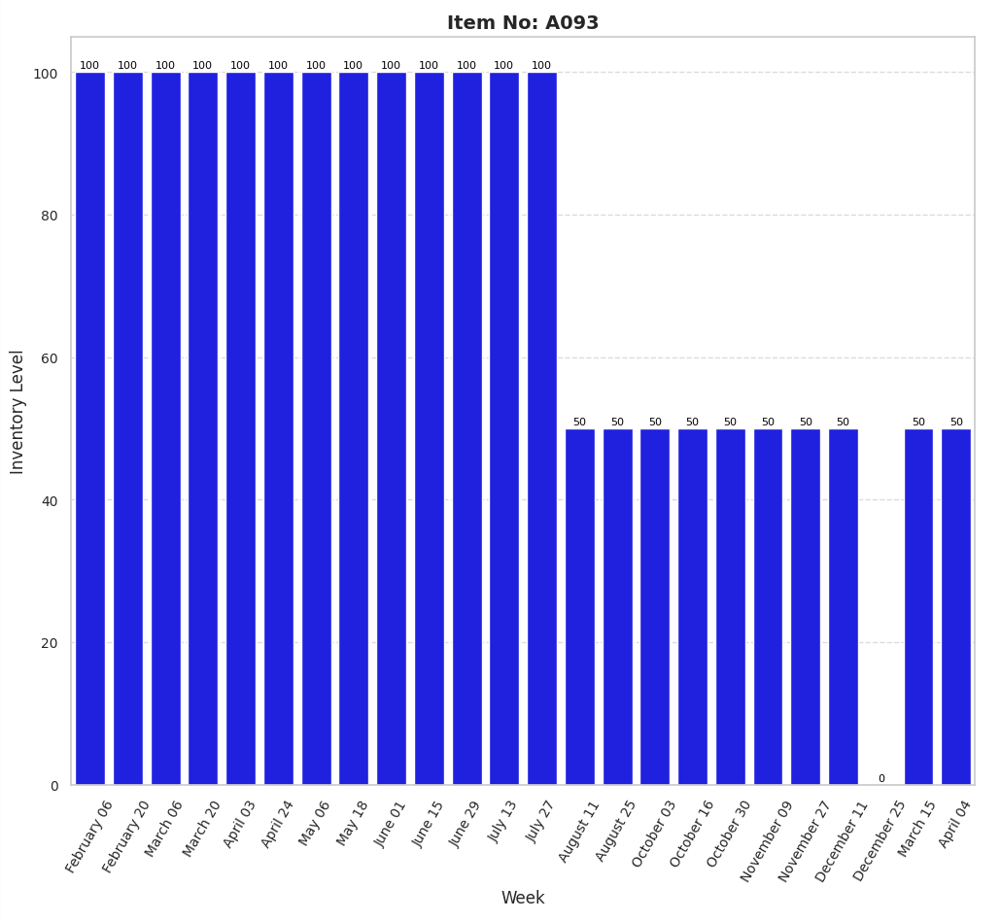 Item No: A093
100 100 100 100 100 100 100 100 100 100 100 100 100
100
80
60
50 50 50 50 50 50 50 50 50 50
40
20
0
0
Inventory Level
February 06
February 20
March 06
March 20
April 03
April 24
May 06
May 18
June 01
June 15
June 29
July 13
July 27
August 11
August 25
October 03
October 16
October 30
November 09
November 27
December 11
December 25
March 15
April 04
Week